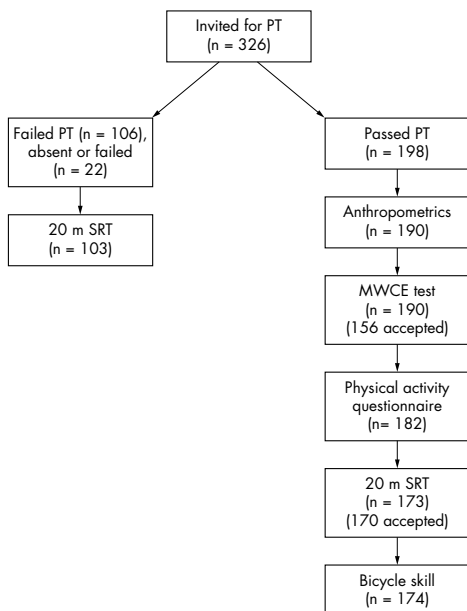 Invited for PT
(n = 326)
Failed PT (n = 106),
absent or failed
(n = 22)
Passed PT
(n = 198)
20 m SRT
(n = 103)
Anthropometrics
(n = 190)
MWCE test
(n = 190)
(156 accepted)
Physical activity
questionnaire
(n= 182)
20 m SRT
(n = 173)
(170 accepted)
Bicycle skill
(n = 174)